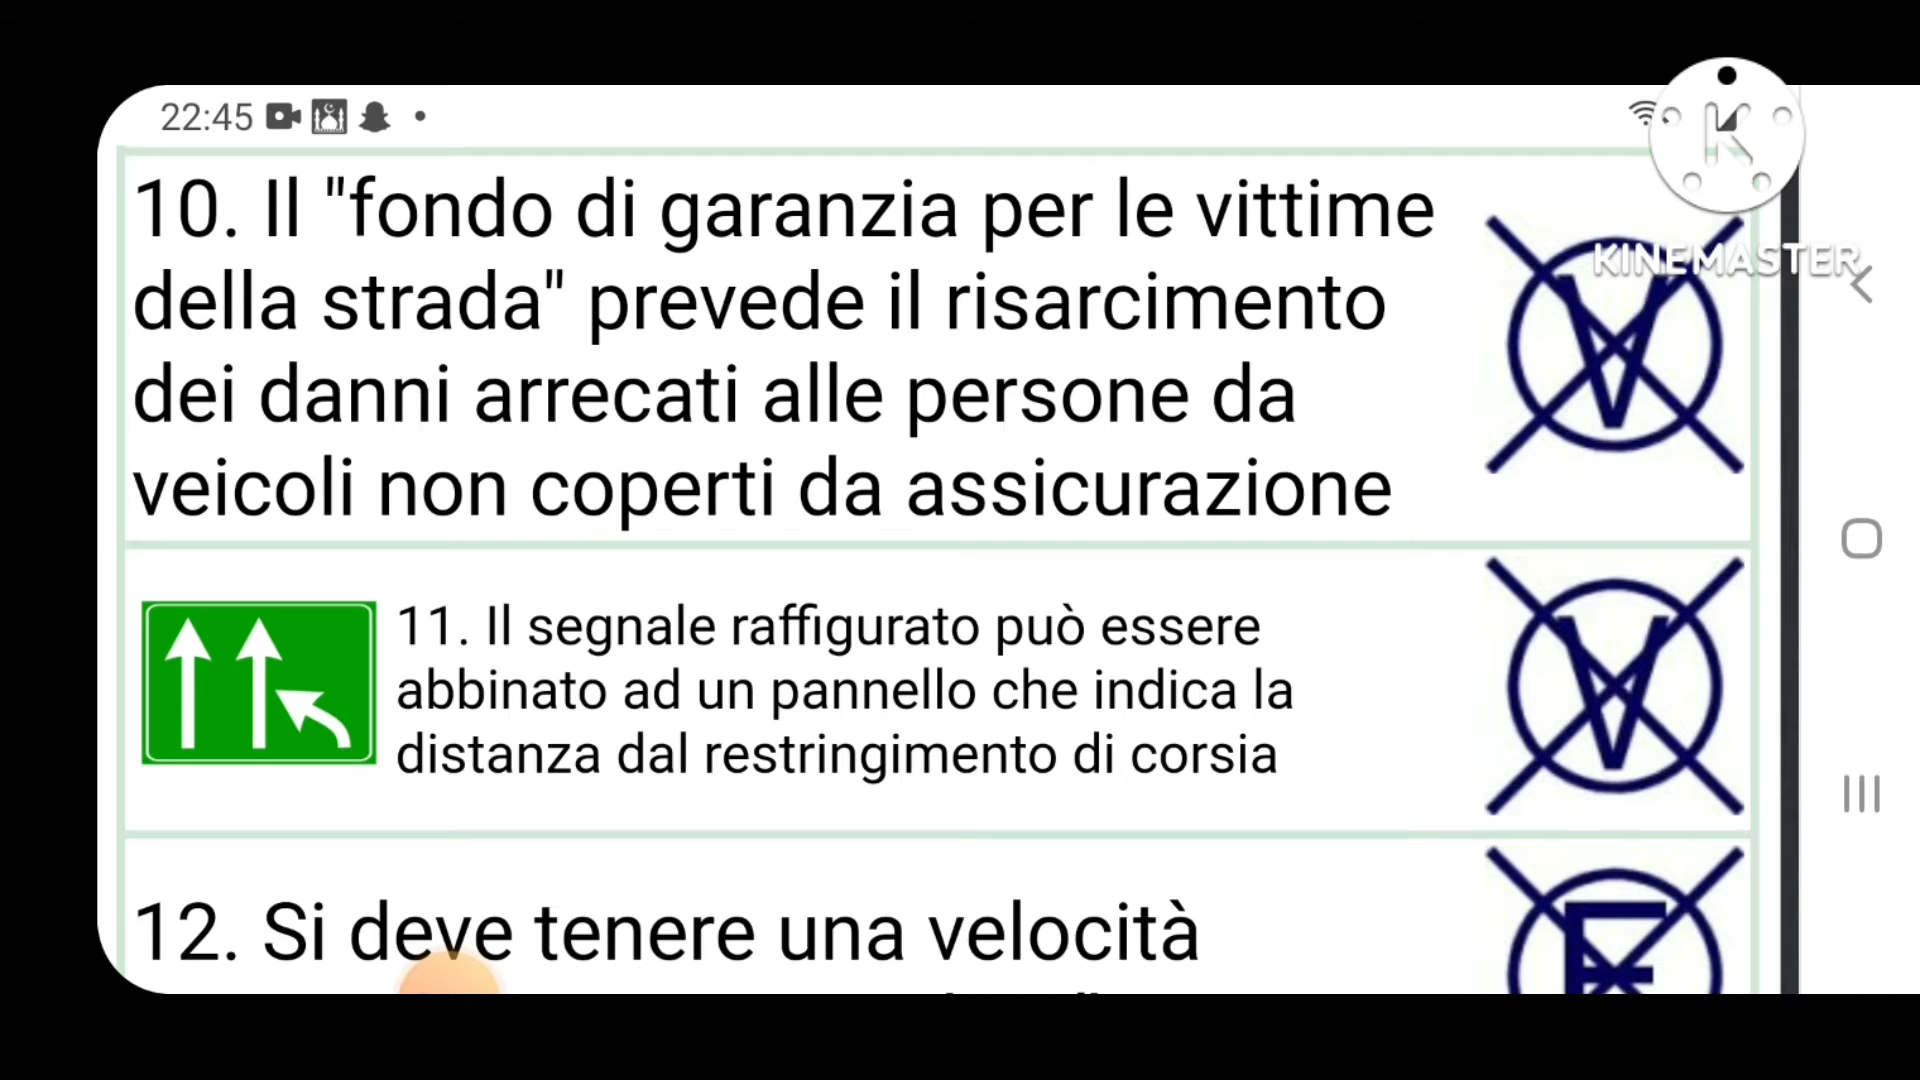 22:45
K
KINEMASTER
10. Il "fondo di garanzia per le vittime
della strada" prevede il risarcimento
dei danni arrecati alle persone da
veicoli non coperti da assicurazione
V
11. Il segnale raffigurato può essere
abbinato ad un pannello che indica la
distanza dal restringimento di corsia
V
12. Si deve tenere una velocità
F